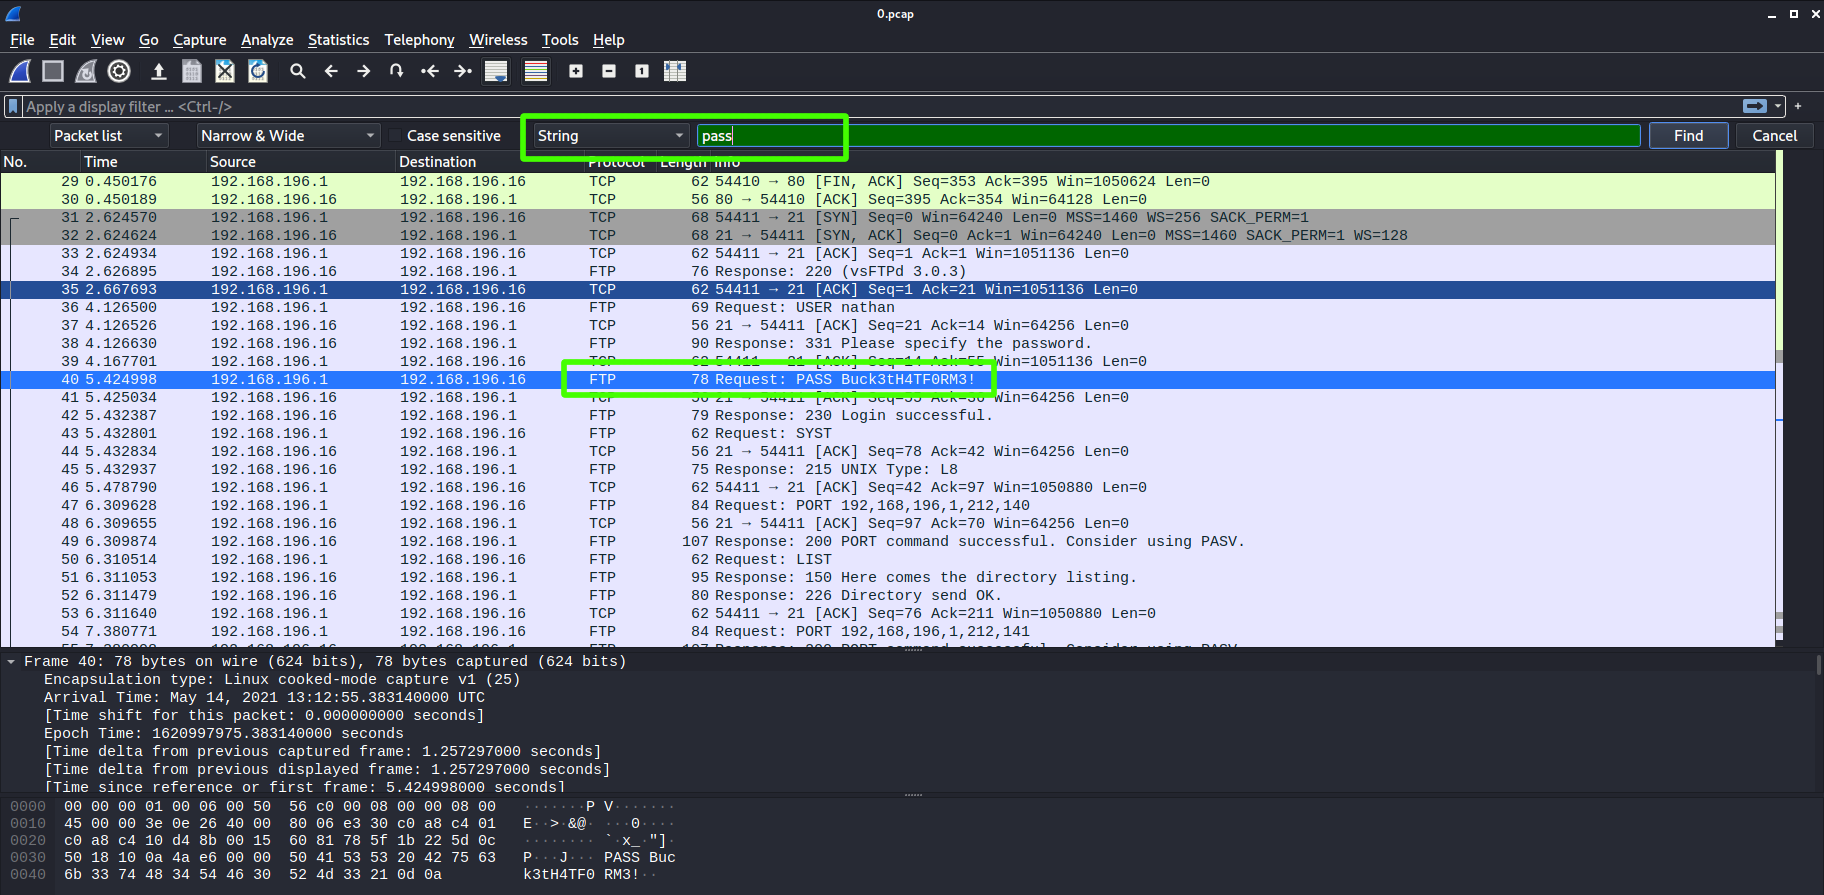 0.pcap
File Edit View Go Capture Analyze Statistics Telephony Wireless Tools Help
Apply a display filter … <Ctrl-/>
Packet list Narrow & Wide Case sensitive String pass Find Cancel
No. Time Source Destination Protocol Length Info
29 0.450176 192.168.196.1 192.168.196.16 TCP 62 54410 → 80 [FIN, ACK] Seq=353 Ack=395 Win=1050624 Len=0
30 0.450189 192.168.196.16 192.168.196.1 TCP 56 80 → 54410 [ACK] Seq=395 Ack=354 Win=64128 Len=0
31 2.624570 192.168.196.1 192.168.196.16 TCP 68 54411 → 21 [SYN] Seq=0 Win=64240 Len=0 MSS=1460 WS=256 SACK_PERM=1
32 2.624624 192.168.196.16 192.168.196.1 TCP 68 21 → 54411 [SYN, ACK] Seq=0 Ack=1 Win=64240 Len=0 MSS=1460 SACK_PERM=1 WS=128
33 2.624934 192.168.196.1 192.168.196.16 TCP 62 54411 → 21 [ACK] Seq=1 Ack=1 Win=1051136 Len=0
34 2.626895 192.168.196.16 192.168.196.1 FTP 76 Response: 220 (vsFTPd 3.0.3)
35 2.667693 192.168.196.1 192.168.196.16 TCP 62 54411 → 21 [ACK] Seq=1 Ack=21 Win=1051136 Len=0
36 4.126500 192.168.196.1 192.168.196.16 FTP 69 Request: USER nathan
37 4.126526 192.168.196.16 192.168.196.1 TCP 56 21 → 54411 [ACK] Seq=21 Ack=14 Win=64256 Len=0
38 4.126630 192.168.196.16 192.168.196.1 FTP 90 Response: 331 Please specify the password.
39 4.167701 192.168.196.1 192.168.196.16 TCP 62 54411 → 21 [ACK] Seq=14 Ack=55 Win=1051136 Len=0
40 5.424998 192.168.196.1 192.168.196.16 FTP 78 Request: PASS Buck3tH4TF0RM3!
41 5.425034 192.168.196.16 192.168.196.1 TCP 56 21 → 54411 [ACK] Seq=55 Ack=36 Win=64256 Len=0
42 5.432387 192.168.196.16 192.168.196.1 FTP 79 Response: 230 Login successful.
43 5.432801 192.168.196.1 192.168.196.16 FTP 62 Request: SYST
44 5.432834 192.168.196.16 192.168.196.1 TCP 56 21 → 54411 [ACK] Seq=78 Ack=42 Win=64256 Len=0
45 5.432937 192.168.196.16 192.168.196.1 FTP 75 Response: 215 UNIX Type: L8
46 5.478790 192.168.196.1 192.168.196.16 TCP 62 54411 → 21 [ACK] Seq=42 Ack=97 Win=1050880 Len=0
47 6.309628 192.168.196.1 192.168.196.16 FTP 84 Request: PORT 192,168,196,1,212,140
48 6.309655 192.168.196.16 192.168.196.1 TCP 56 21 → 54411 [ACK] Seq=97 Ack=70 Win=64256 Len=0
49 6.309874 192.168.196.16 192.168.196.1 FTP 107 Response: 200 PORT command successful. Consider using PASV.
50 6.310514 192.168.196.1 192.168.196.16 FTP 62 Request: LIST
51 6.311053 192.168.196.16 192.168.196.1 FTP 95 Response: 150 Here comes the directory listing.
52 6.311479 192.168.196.16 192.168.196.1 FTP 80 Response: 226 Directory send OK.
53 6.311640 192.168.196.1 192.168.196.16 TCP 62 54411 → 21 [ACK] Seq=76 Ack=211 Win=1050880 Len=0
54 7.380771 192.168.196.1 192.168.196.16 FTP 84 Request: PORT 192,168,196,1,212,141
Frame 40: 78 bytes on wire (624 bits), 78 bytes captured (624 bits)
Encapsulation type: Linux cooked-mode capture v1 (25)
Arrival Time: May 14, 2021 13:12:55.383140000 UTC
[Time shift for this packet: 0.000000000 seconds]
Epoch Time: 1620997975.383140000 seconds
[Time delta from previous captured frame: 1.257297000 seconds]
[Time delta from previous displayed frame: 1.257297000 seconds]
[Time since reference or first frame: 5.424998000 seconds]
0000 00 00 00 01 00 06 00 50 56 c0 00 08 00 00 08 00 ·······P V·······
0010 45 00 00 3e 0e 26 40 00 80 06 e3 30 c0 a8 c4 01 E··>·&@· ···0····
0020 c0 a8 c4 10 d4 8b 00 15 60 81 78 5f 1b 22 5d 0c ········ `·x_·"]·
0030 50 18 10 0a 4a e6 00 00 50 41 53 53 20 42 75 63 P···J··· PASS Buc
0040 6b 33 74 48 34 54 46 30 52 4d 33 21 0d 0a k3tH4TF0 RM3!··